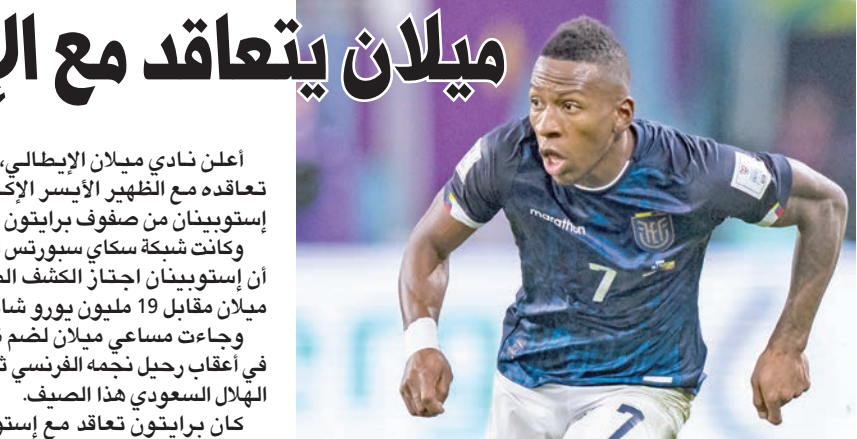 ميلان يتعاقد مع
أعلن نادي ميلان الإيطالي،
تعاقده مع الظهير الأيسر
إستوبينان من صفوف برايتون
وكانت شبكة سكاي سبورتس
أن إستوبينان اجتاز الكشف
ميلان مقابل 19 مليون يورو
وجاءت مساعي ميلان لضم
في أعقاب رحيل نجمه الفرنسي
الهلال السعودي هذا الصيف.
كان برايتون تعاقد مع
marathon
FEF
7
7